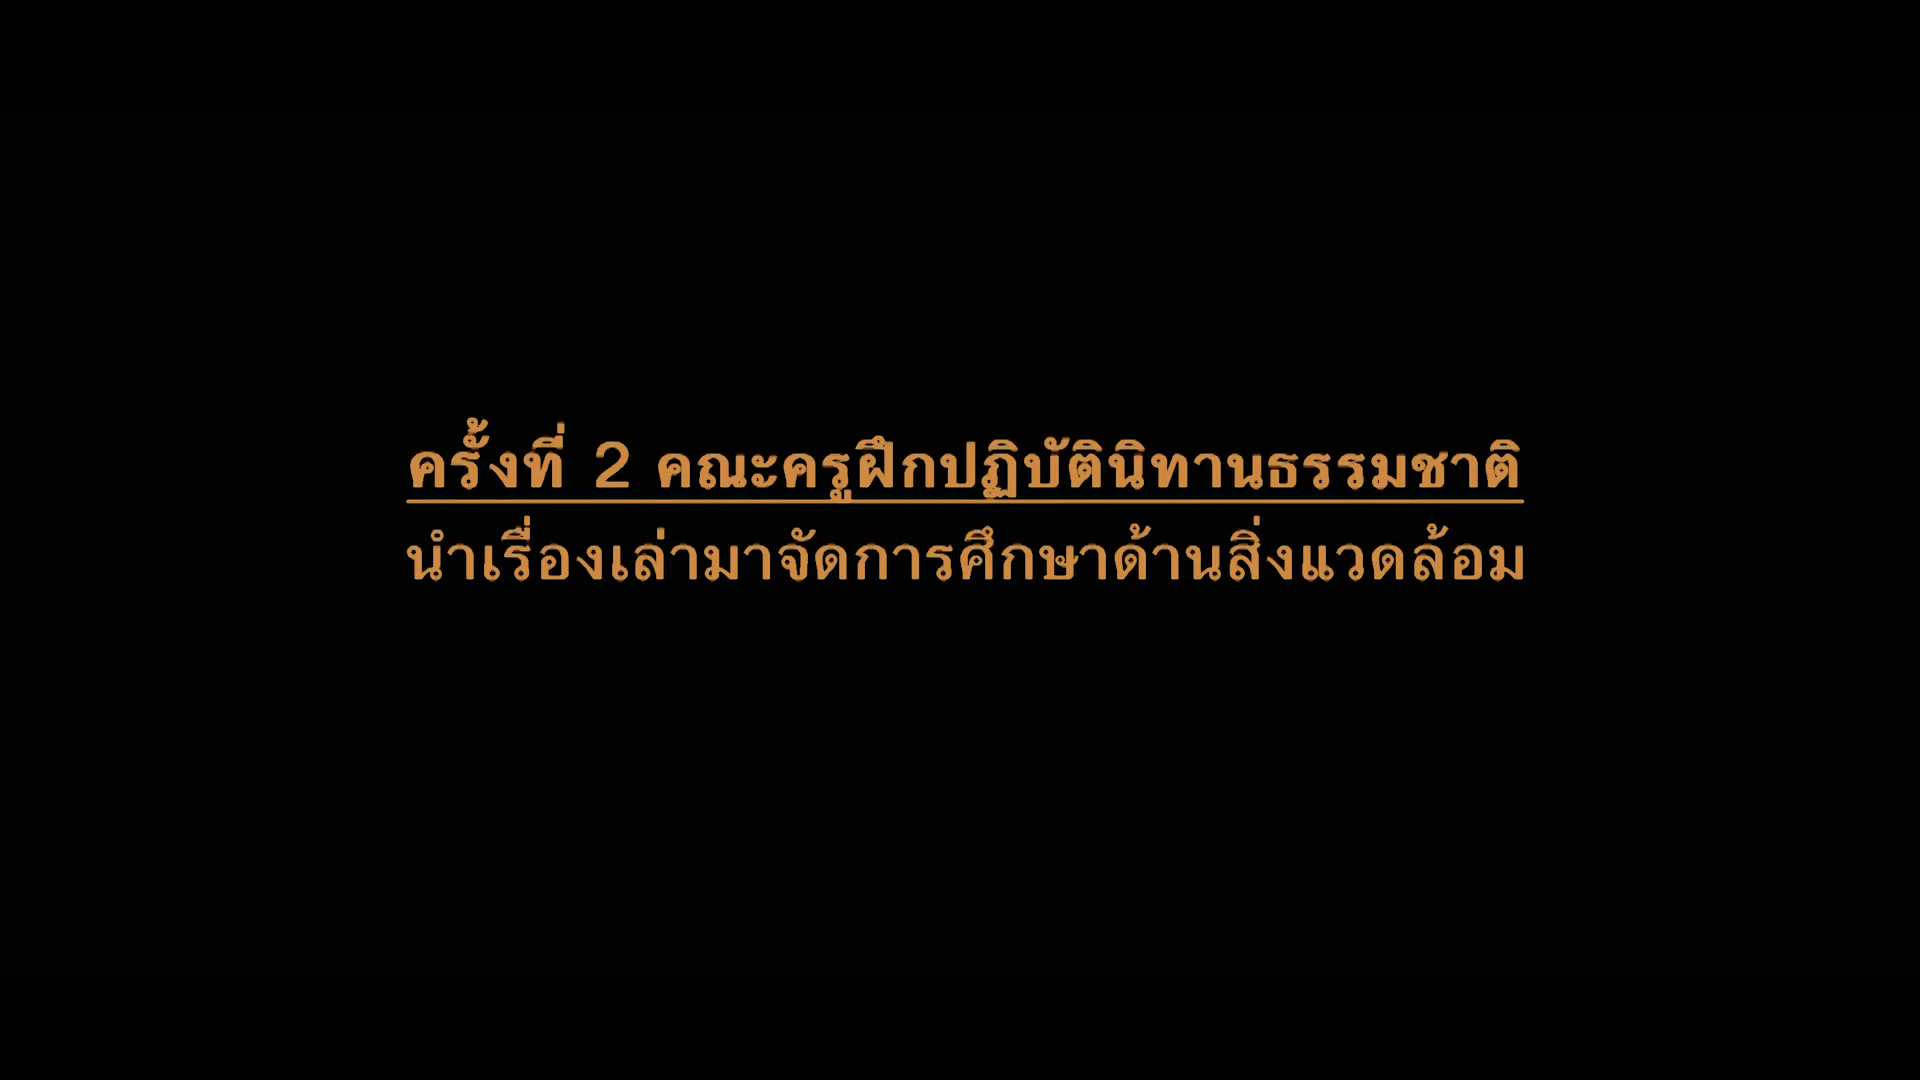 ครั้งที่ 2 คณะครูฝึกปฏิบัตินิทานธรรมชาติ
นำเรื่องเล่ามาจัดการศึกษาด้านสิ่งแวดล้อม